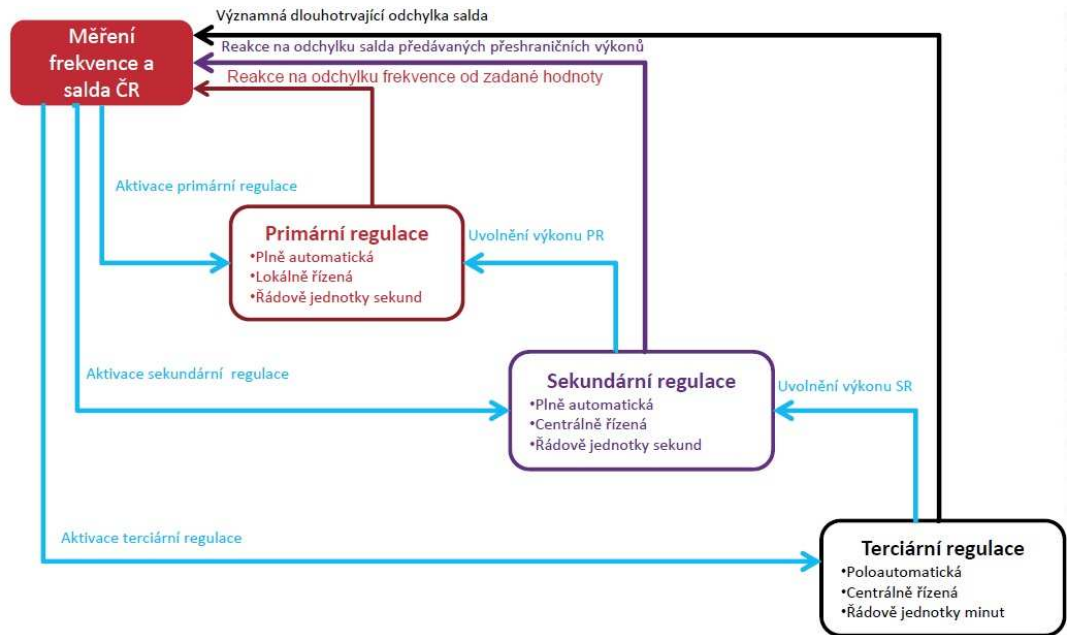 Významná dlouhotrvající odchylka salda
Měření
frekvence a
salda ČR
Reakce na odchylku salda předávaných přeshraničních výkonů
Reakce na odchylku frekvence od zadané hodnoty
Aktivace primární regulace
Primární regulace
•Plně automatická
•Lokálně řízená
•Řádově jednotky sekund
Uvolnění výkonu PR
Aktivace sekundární regulace
Sekundární regulace
•Plně automatická
•Centrálně řízená
•Řádově jednotky sekund
Uvolnění výkonu SR
Aktivace terciární regulace
Terciární regulace
•Poloautomatická
•Centrálně řízená
•Řádově jednotky minut